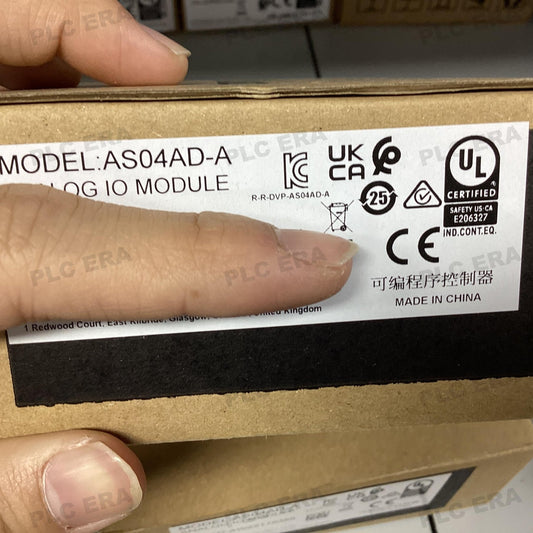 MODEL:AS04AD-A
LOG IO MODULE
R-R-DVP-AS04AD-A
UK
CA
25
UL
CERTIFIED
SAFETY US-CA
E206327
IND.CONT.EQ.
CE
可编程序控制器
MADE IN CHINA
1 Redwood Court, East Kilbride, Glasgow
United Kingdom
PLC ERA